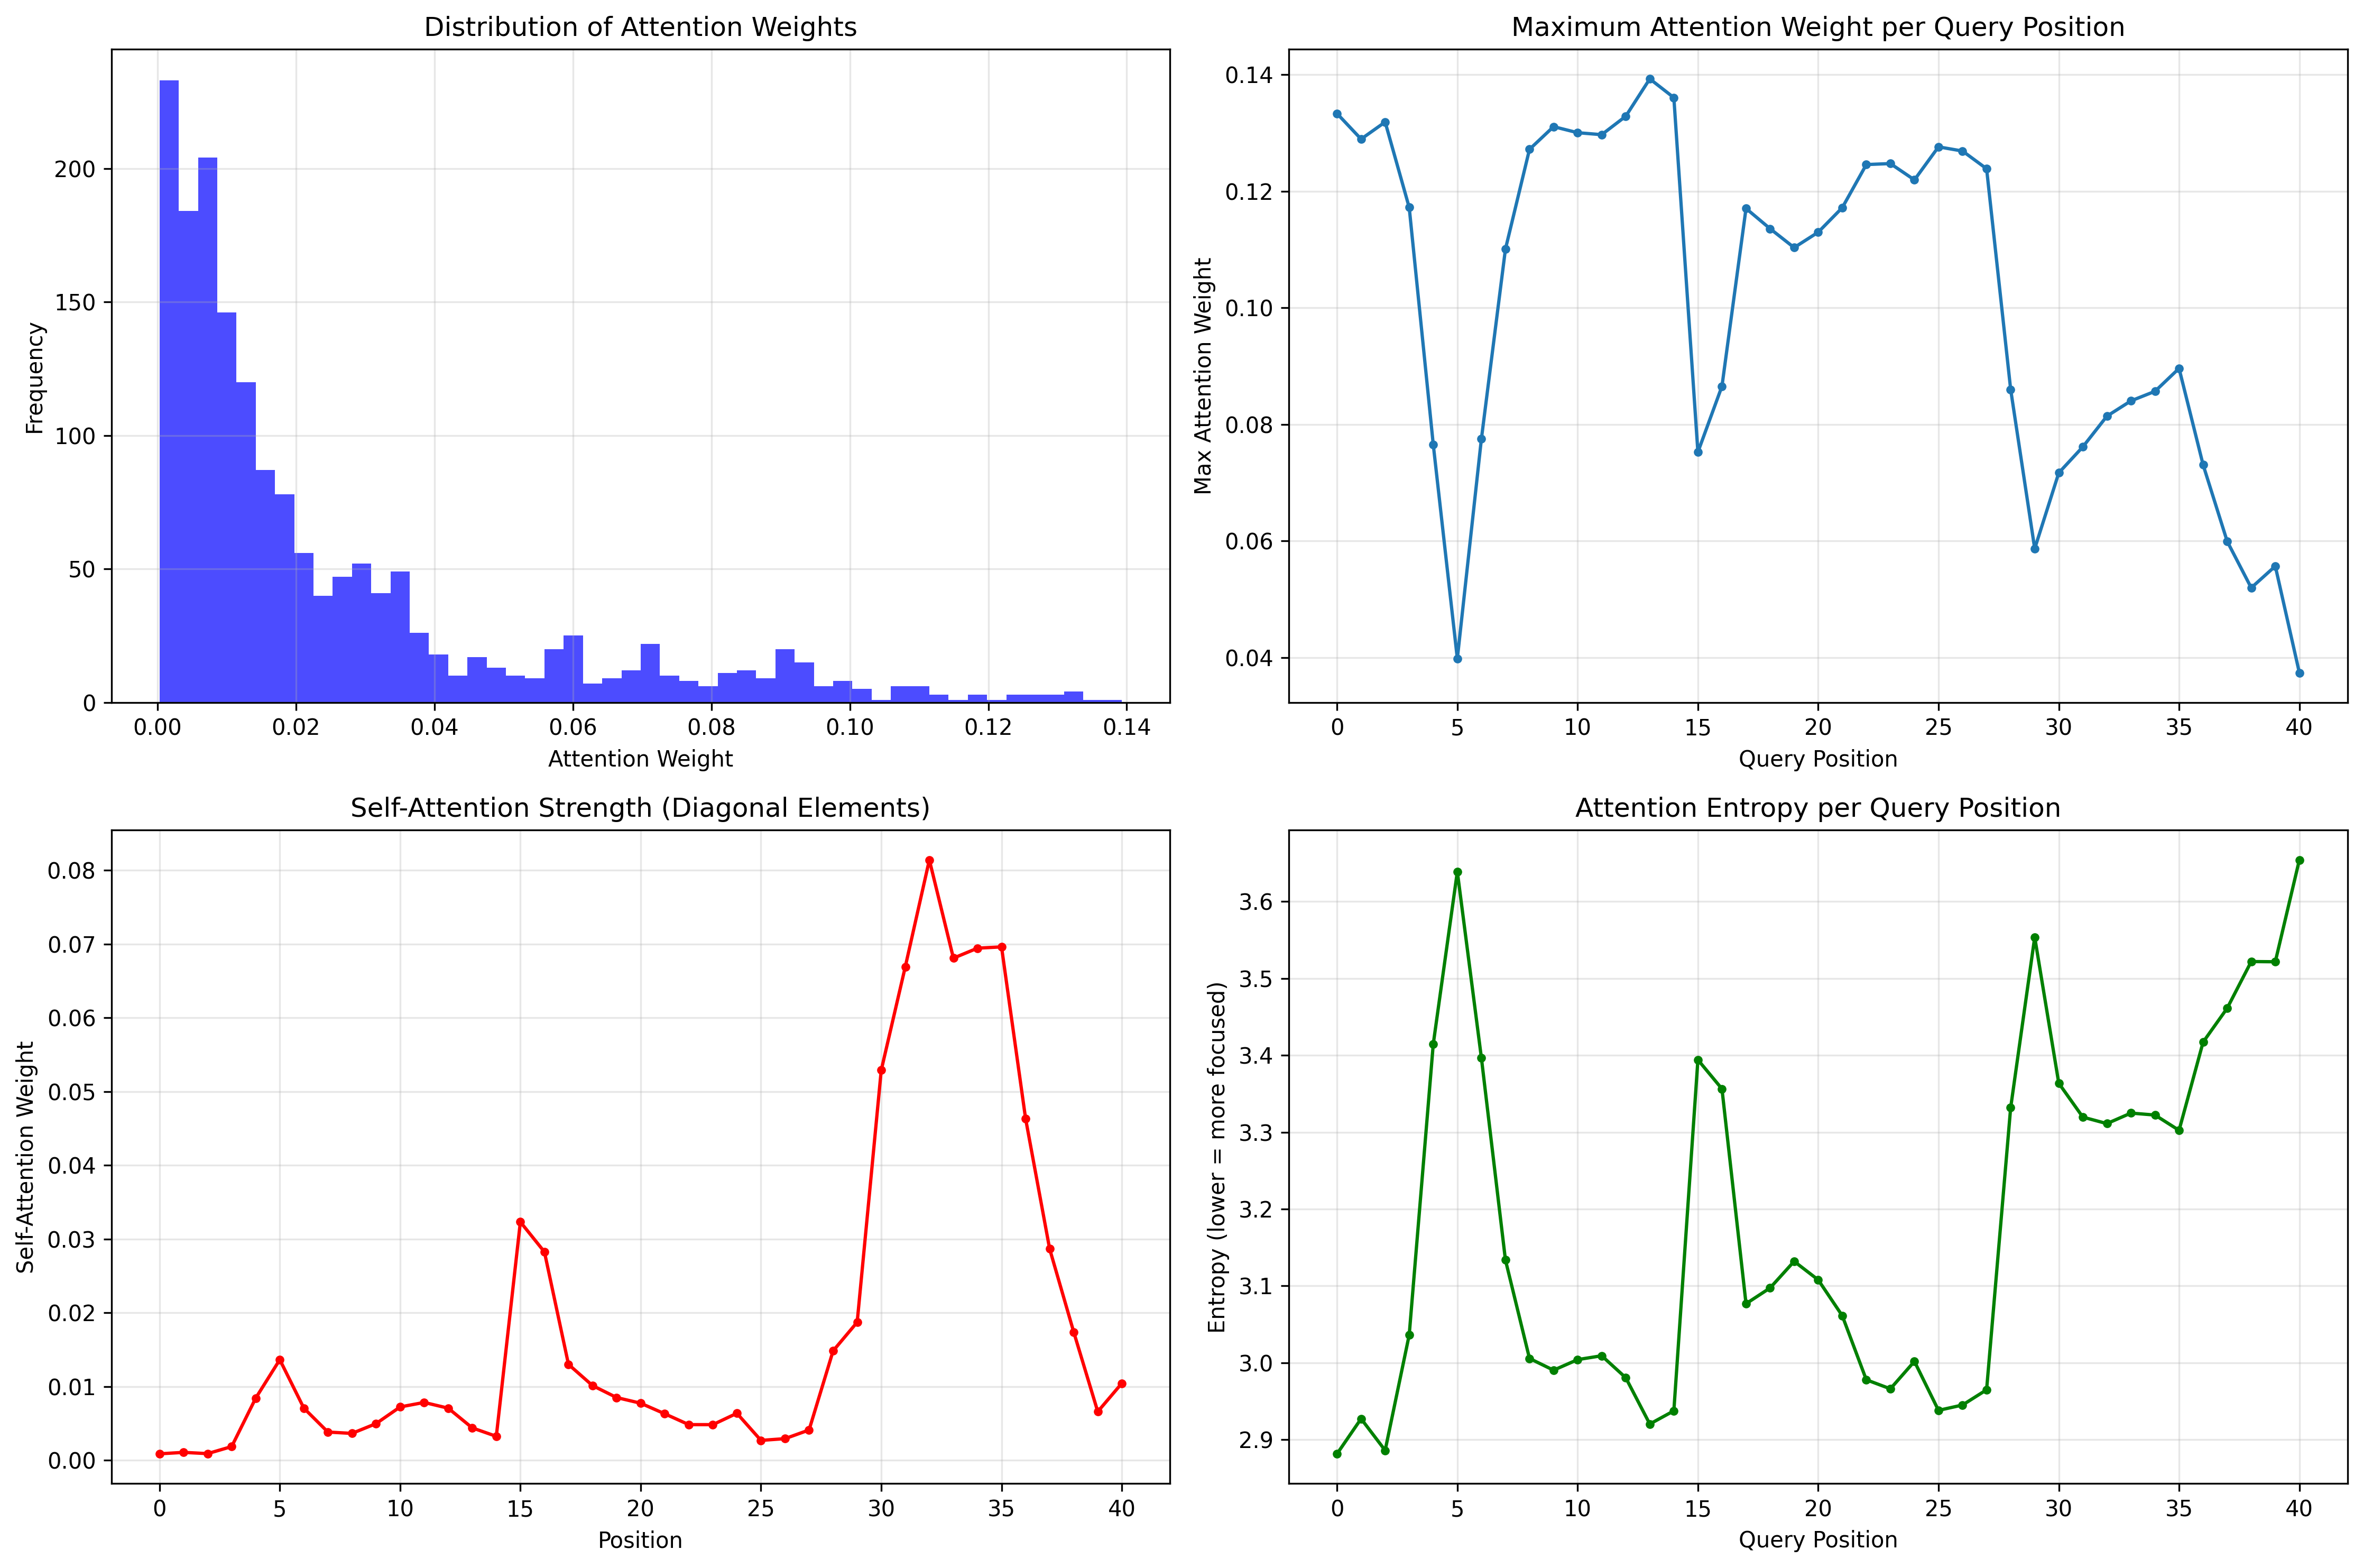 Distribution of Attention Weights
Frequency
200
150
100
50
0
0.00 0.02 0.04 0.06 0.08 0.10 0.12 0.14
Attention Weight
Maximum Attention Weight per Query Position
Max Attention Weight
0.14
0.12
0.10
0.08
0.06
0.04
0 5 10 15 20 25 30 35 40
Query Position
Self-Attention Strength (Diagonal Elements)
Self-Attention Weight
0.08
0.07
0.06
0.05
0.04
0.03
0.02
0.01
0.00
0 5 10 15 20 25 30 35 40
Position
Attention Entropy per Query Position
Entropy (lower = more focused)
3.6
3.5
3.4
3.3
3.2
3.1
3.0
2.9
0 5 10 15 20 25 30 35 40
Query Position